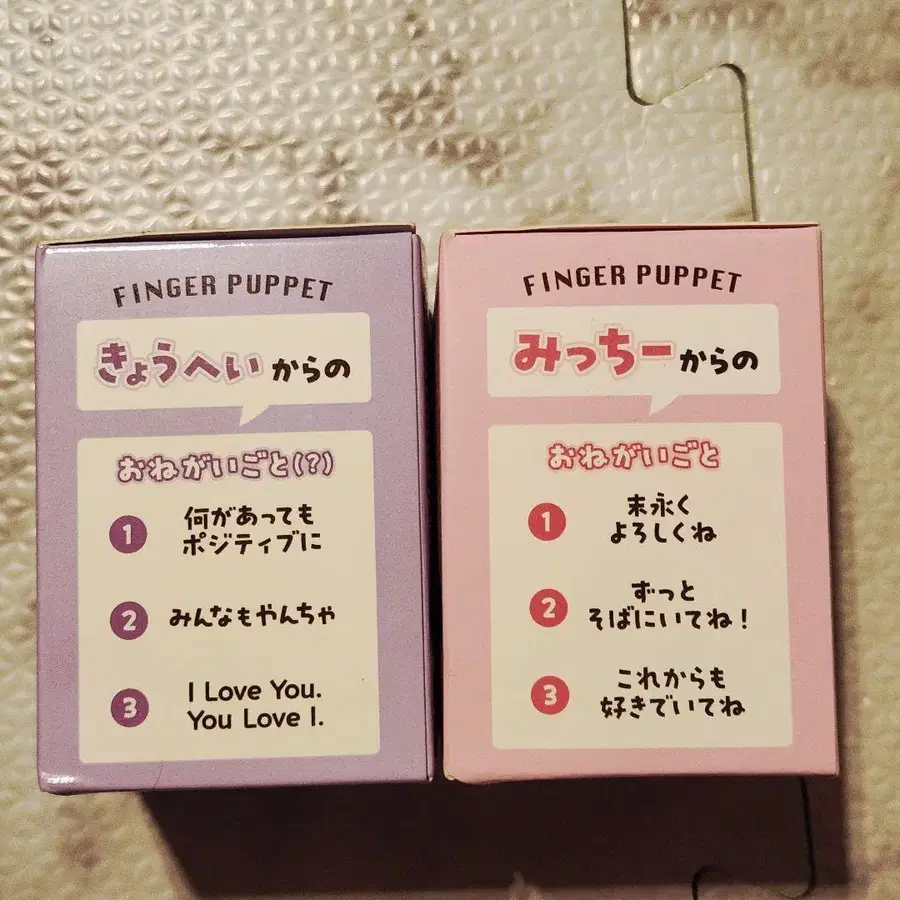 FINGER PUPPET
きょうへいからの
おねがいごと(?)
1 何があっても
ポジティブに
2 みんなもやんちゃ
3 I Love You.
You Love I.
FINGER PUPPET
みっちーからの
おねがいごと
1 末永く
よろしくね
2 ずっと
そばにいてね!
3 これからも
好きでいてね